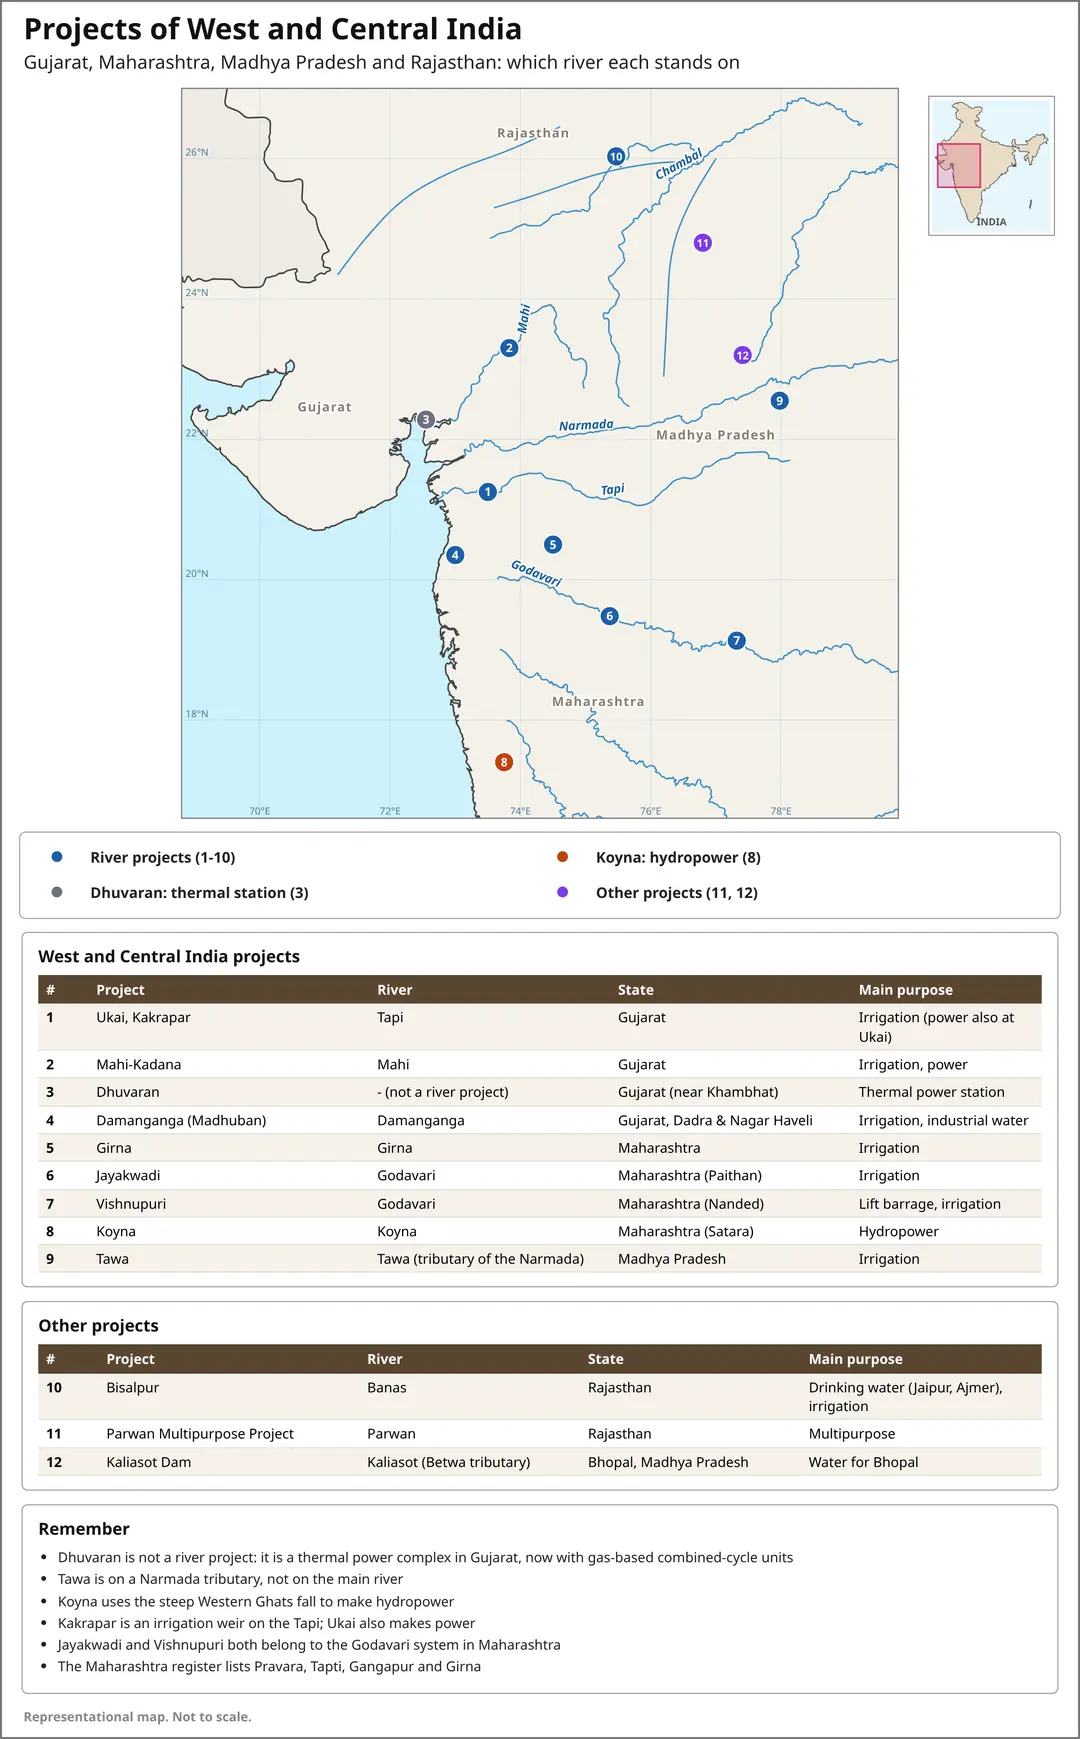 Projects of West and Central India
Gujarat, Maharashtra, Madhya Pradesh and Rajasthan: which river each stands on
Rajasthan
26°N
10
Chambal
11
INDIA
24°N
Mahi
2
12
9
Gujarat
3
22°N
Narmada
Madhya Pradesh
1
Tapi
4
5
20°N
Godavari
6
7
Maharashtra
18°N
8
70°E 72°E 74°E 76°E 78°E
River projects (1-10)
Koyna: hydropower (8)
Dhuvaran: thermal station (3)
Other projects (11, 12)
West and Central India projects
# Project River State Main purpose
1 Ukai, Kakrapar Tapi Gujarat Irrigation (power also at
Ukai)
2 Mahi-Kadana Mahi Gujarat Irrigation, power
3 Dhuvaran - (not a river project) Gujarat (near Khambhat) Thermal power station
4 Damanganga (Madhuban) Damanganga Gujarat, Dadra & Nagar Haveli Irrigation, industrial water
5 Girna Girna Maharashtra Irrigation
6 Jayakwadi Godavari Maharashtra (Paithan) Irrigation
7 Vishnupuri Godavari Maharashtra (Nanded) Lift barrage, irrigation
8 Koyna Koyna Maharashtra (Satara) Hydropower
9 Tawa Tawa (tributary of the Narmada) Madhya Pradesh Irrigation
Other projects
# Project River State Main purpose
10 Bisalpur Banas Rajasthan Drinking water (Jaipur, Ajmer),
irrigation
11 Parwan Multipurpose Project Parwan Rajasthan Multipurpose
12 Kaliasot Dam Kaliasot (Betwa tributary) Bhopal, Madhya Pradesh Water for Bhopal
Remember
• Dhuvaran is not a river project: it is a thermal power complex in Gujarat, now with gas-based combined-cycle units
• Tawa is on a Narmada tributary, not on the main river
• Koyna uses the steep Western Ghats fall to make hydropower
• Kakrapar is an irrigation weir on the Tapi; Ukai also makes power
• Jayakwadi and Vishnupuri both belong to the Godavari system in Maharashtra
• The Maharashtra register lists Pravara, Tapti, Gangapur and Girna
Representational map. Not to scale.